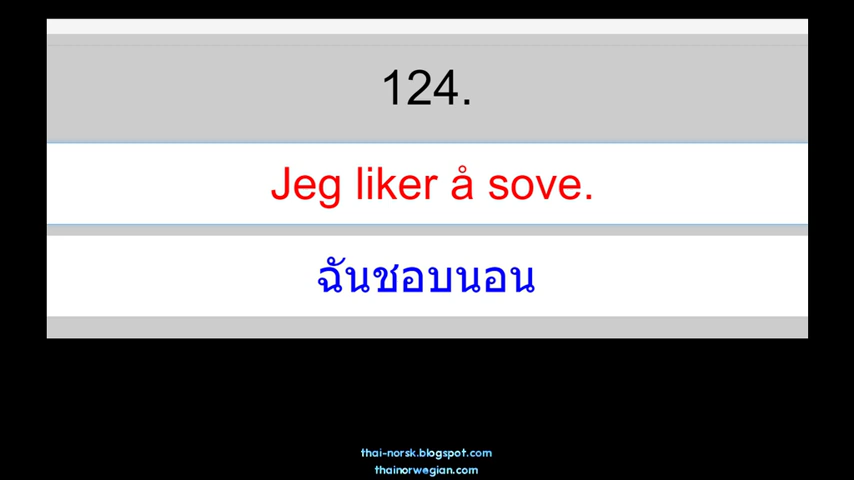 124.
Jeg liker å sove.
ฉันชอบนอน
thai-norsk.blogspot.com
thainorwegian.com